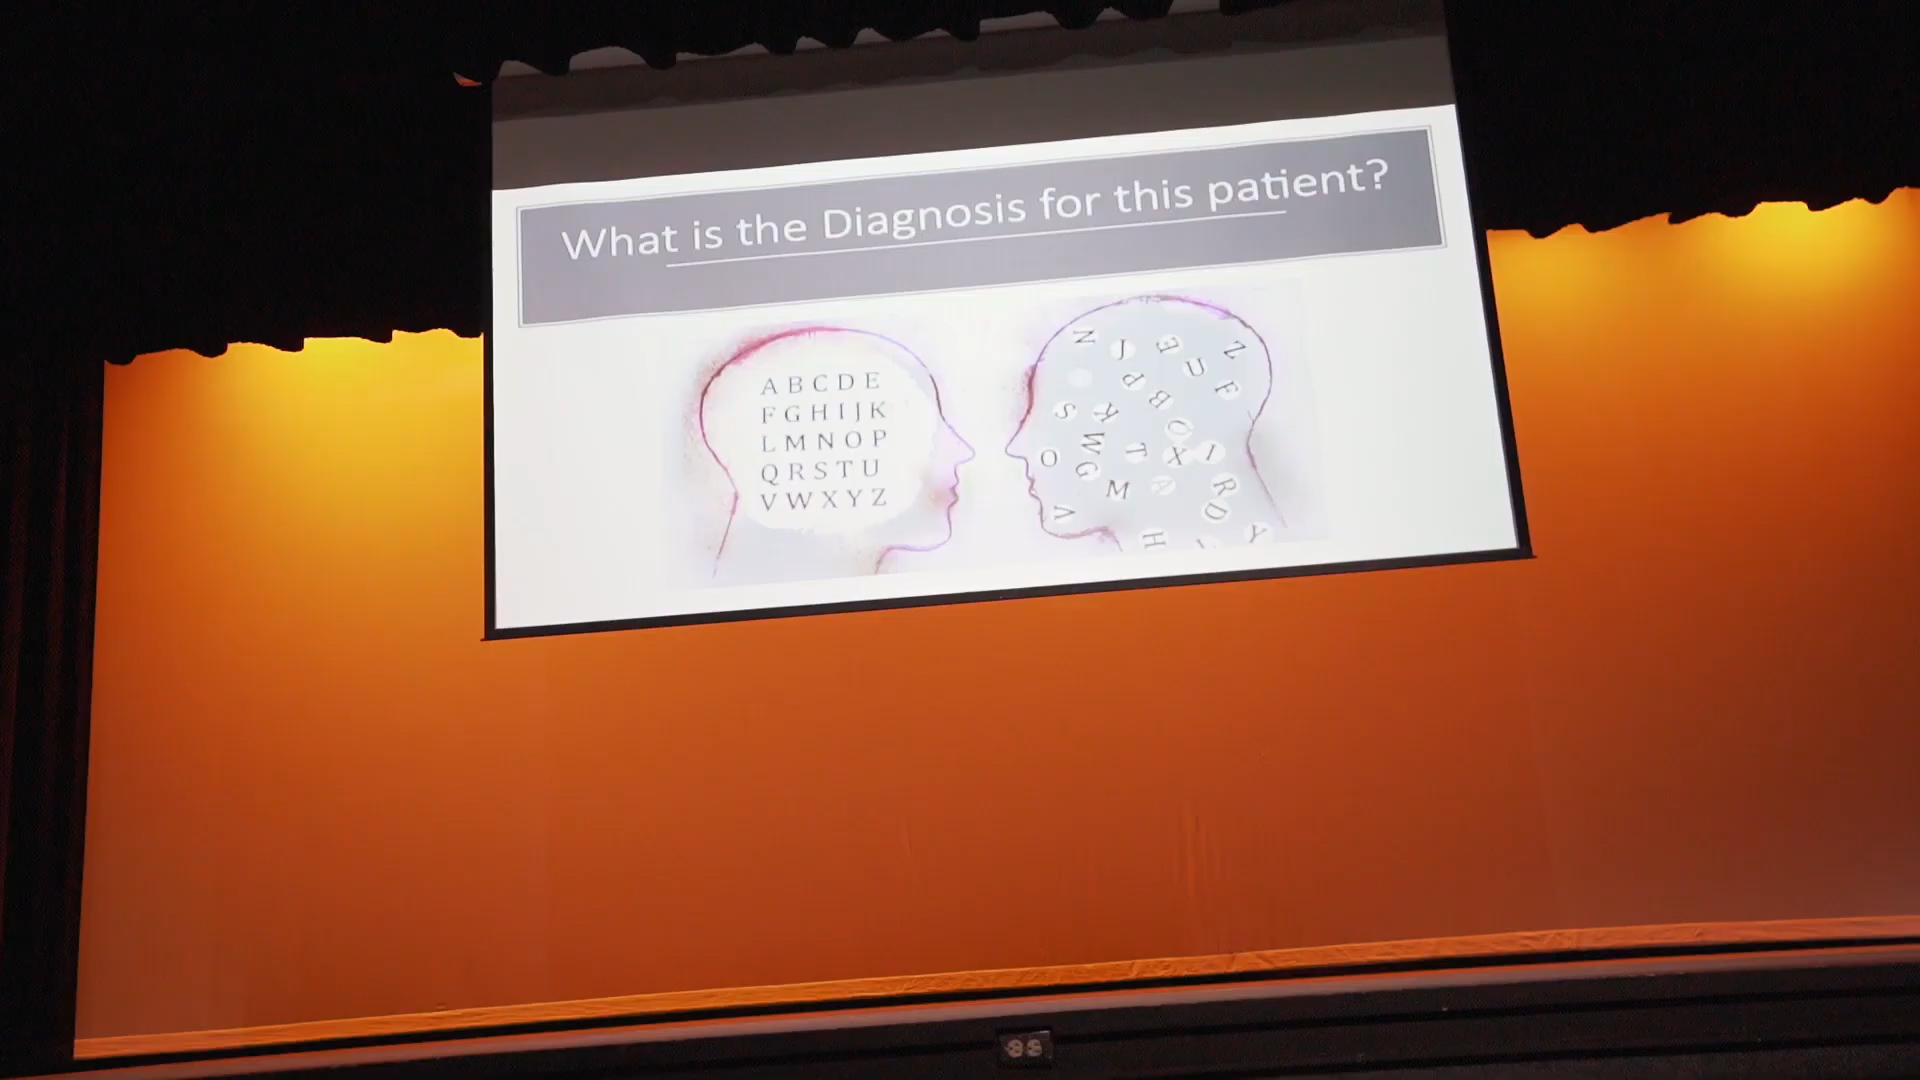 What is the Diagnosis for this patient?
A B C D E
F G H I J K
L M N O P
Q R S T U
V W X Y Z
N J E Z
P U F
S K B
W C
O G T X I
M A R
V D
H Y